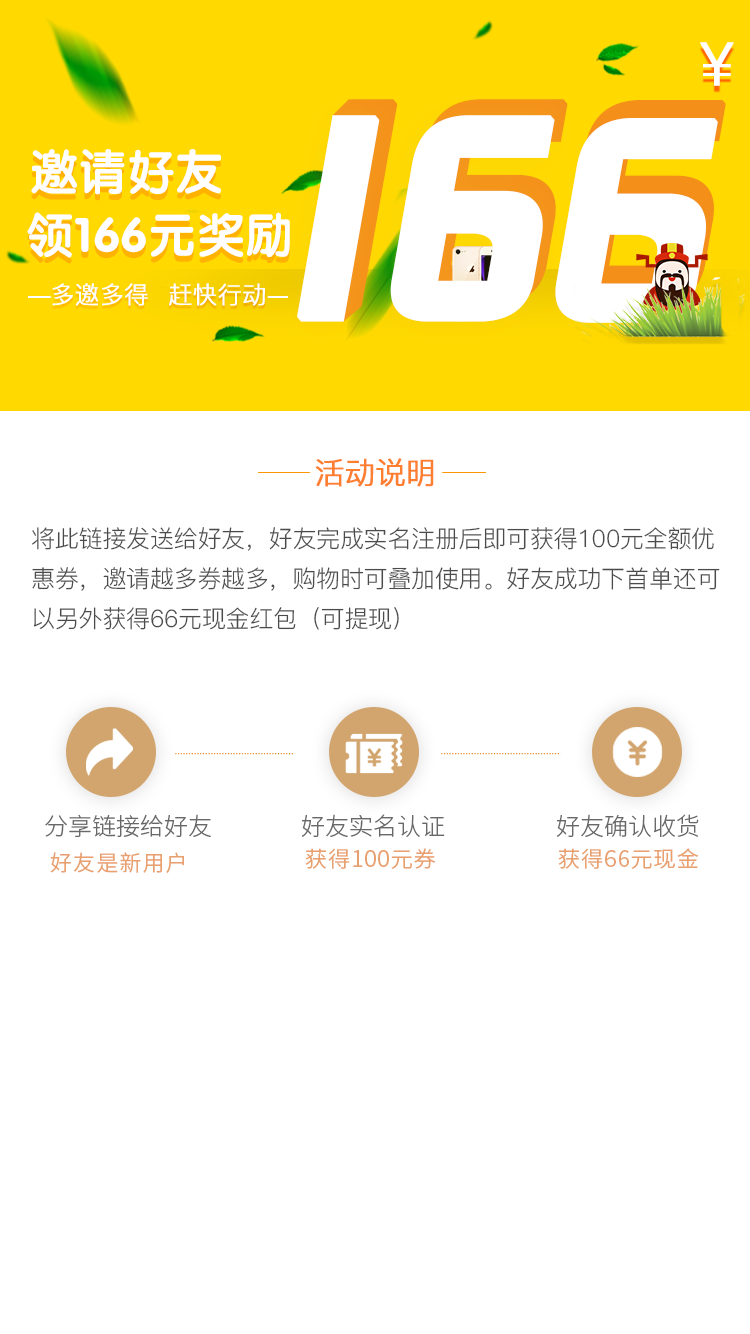 ¥
邀请好友
166
领166元奖励
—多邀多得 赶快行动—
活动说明
将此链接发送给好友，好友完成实名注册后即可获得100元全额优
惠券，邀请越多券越多，购物时可叠加使用。好友成功下首单还可
以另外获得66元现金红包（可提现）
¥
¥
分享链接给好友
好友实名认证
好友确认收货
好友是新用户
获得100元券
获得66元现金